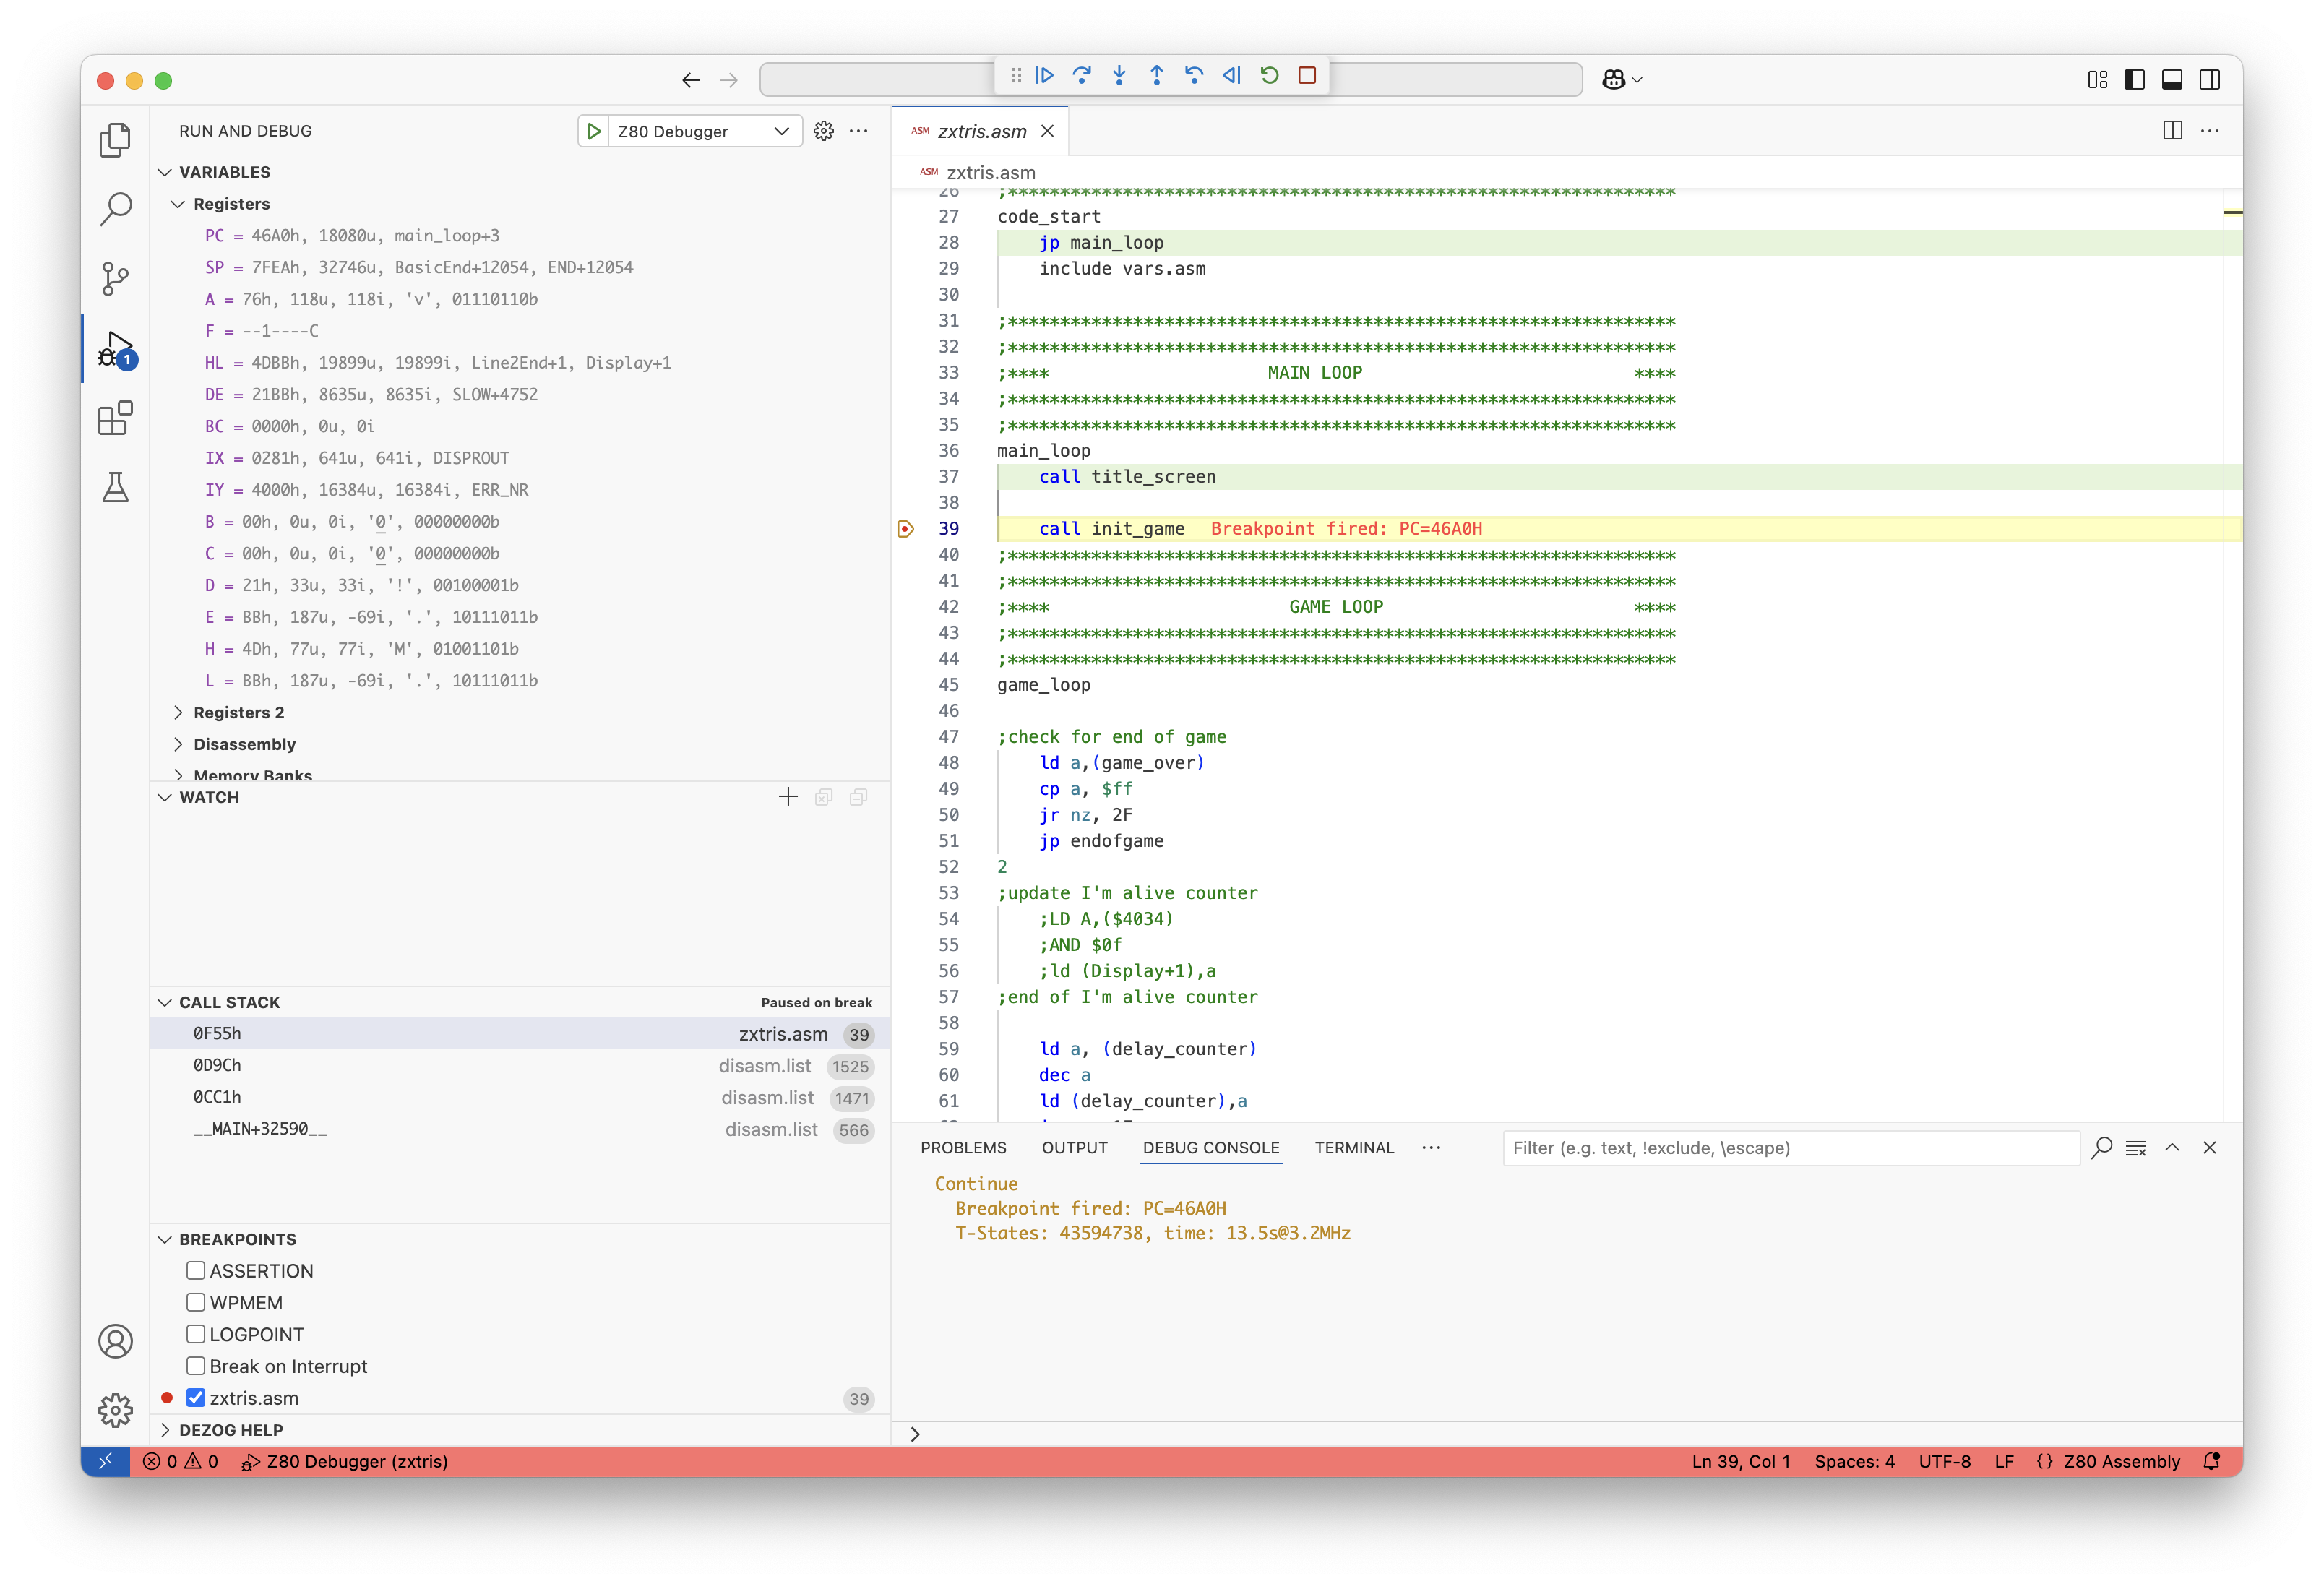 RUN AND DEBUG
Z80 Debugger
VARIABLES
Registers
PC = 46A0h, 18080u, main_loop+3
SP = 7FEAh, 32746u, BasicEnd+12054, END+12054
A = 76h, 118u, 118i, 'v', 01110110b
F = --1----C
HL = 4DBBh, 19899u, 19899i, Line2End+1, Display+1
DE = 21BBh, 8635u, 8635i, SLOW+4752
BC = 0000h, 0u, 0i
IX = 0281h, 641u, 641i, DISPROUT
IY = 4000h, 16384u, 16384i, ERR_NR
B = 00h, 0u, 0i, '0', 00000000b
C = 00h, 0u, 0i, '0', 00000000b
D = 21h, 33u, 33i, '!', 00100001b
E = BBh, 187u, -69i, '.', 10111011b
H = 4Dh, 77u, 77i, 'M', 01001101b
L = BBh, 187u, -69i, '.', 10111011b
Registers 2
Disassembly
Memory Banks
WATCH
CALL STACK Paused on break
0F55h zxtris.asm 39
0D9Ch disasm.list 1525
0CC1h disasm.list 1471
__MAIN+32590__ disasm.list 566
BREAKPOINTS
ASSERTION
WPMEM
LOGPOINT
Break on Interrupt
zxtris.asm 39
DEZOG HELP
1
ASM zxtris.asm
ASM zxtris.asm
26 ;****************************************************************
27 code_start
28 jp main_loop
29 include vars.asm
30
31 ;****************************************************************
32 ;****************************************************************
33 ;**** MAIN LOOP ****
34 ;****************************************************************
35 ;****************************************************************
36 main_loop
37 call title_screen
38
39 call init_game Breakpoint fired: PC=46A0H
40 ;****************************************************************
41 ;****************************************************************
42 ;**** GAME LOOP ****
43 ;****************************************************************
44 ;****************************************************************
45 game_loop
46
47 ;check for end of game
48 ld a,(game_over)
49 cp a, $ff
50 jr nz, 2F
51 jp endofgame
52 2
53 ;update I'm alive counter
54 ;LD A,($4034)
55 ;AND $0f
56 ;ld (Display+1),a
57 ;end of I'm alive counter
58
59 ld a, (delay_counter)
60 dec a
61 ld (delay_counter),a
PROBLEMS OUTPUT DEBUG CONSOLE TERMINAL
Filter (e.g. text, !exclude, \escape)
Continue
Breakpoint fired: PC=46A0H
T-States: 43594738, time: 13.5s@3.2MHz
0 0 Z80 Debugger (zxtris)
Ln 39, Col 1 Spaces: 4 UTF-8 LF {} Z80 Assembly